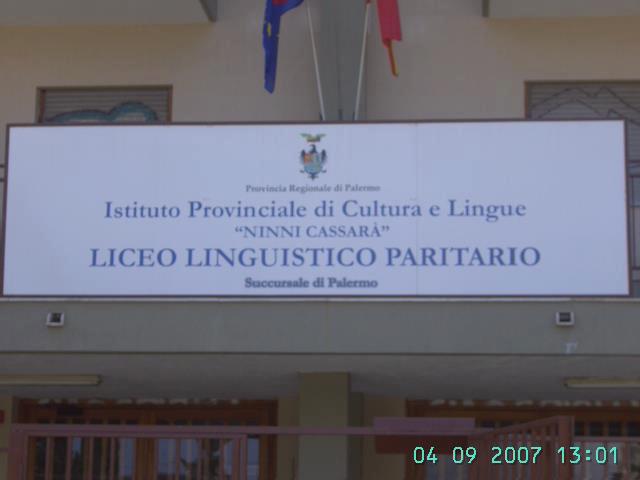 Provincia Regionale di Palermo
Istituto Provinciale di Cultura e Lingue
“NINNI CASSARÀ”
LICEO LINGUISTICO PARITARIO
Succursale di Palermo
04 09 2007 13:01